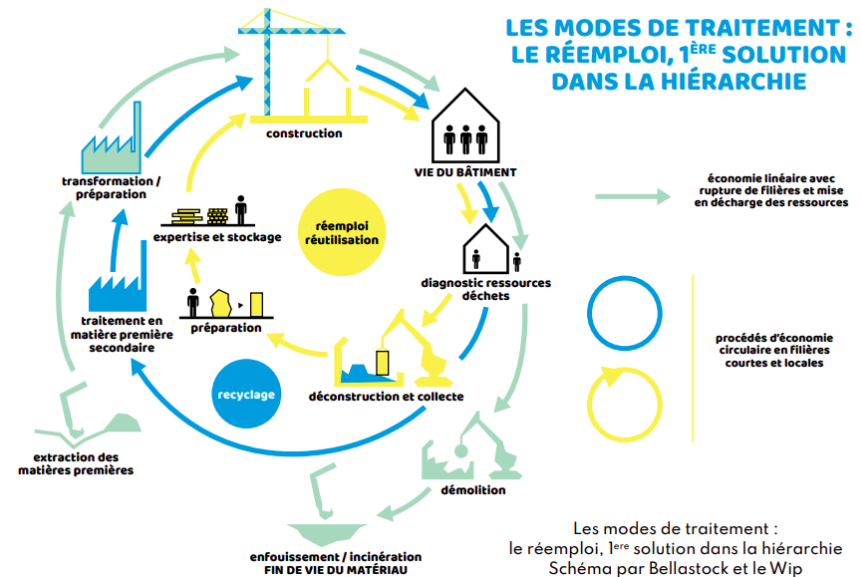 LES MODES DE TRAITEMENT :
LE RÉEMPLOI, 1ÈRE SOLUTION
DANS LA HIÉRARCHIE
construction
VIE DU BÂTIMENT
transformation /
préparation
économie linéaire avec
rupture de filières et mise
en décharge des ressources
réemploi
réutilisation
expertise et stockage
diagnostic ressources
déchets
traitement en
matière première
secondaire
préparation
procédés d'économie
circulaire en filières
courtes et locales
recyclage
déconstruction et collecte
extraction des
matières premières
démolition
enfouissement / incinération
FIN DE VIE DU MATÉRIAU
Les modes de traitement :
le réemploi, 1ere solution dans la hiérarchie
Schéma par Bellastock et le Wip